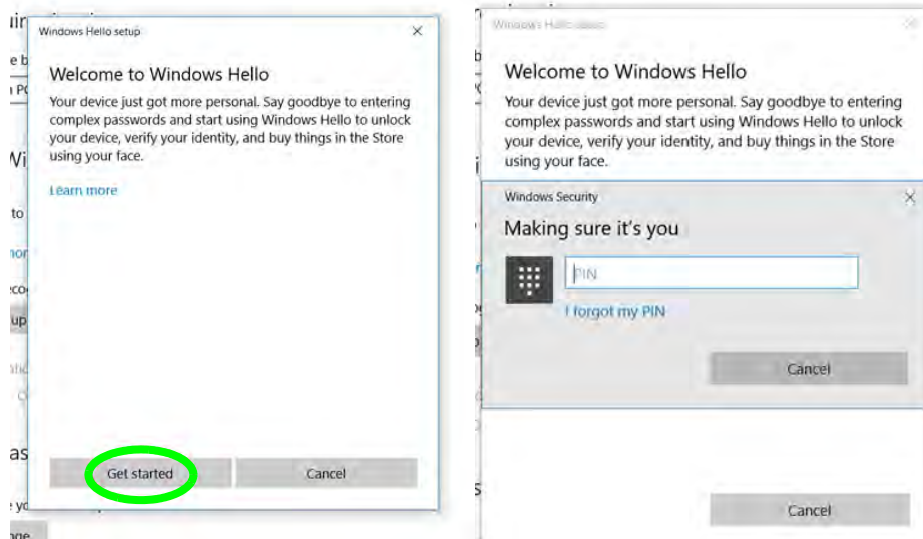 Windows Hello setup
Welcome to Windows Hello
Your device just got more personal. Say goodbye to entering
complex passwords and start using Windows Hello to unlock
your device, verify your identity, and buy things in the Store
using your face.
Learn more
Get started
Cancel
Windows Hello setup
Welcome to Windows Hello
Your device just got more personal. Say goodbye to entering
complex passwords and start using Windows Hello to unlock
your device, verify your identity, and buy things in the Store
using your face.
Windows Security
Making sure it's you
PIN
I forgot my PIN
Cancel
Cancel